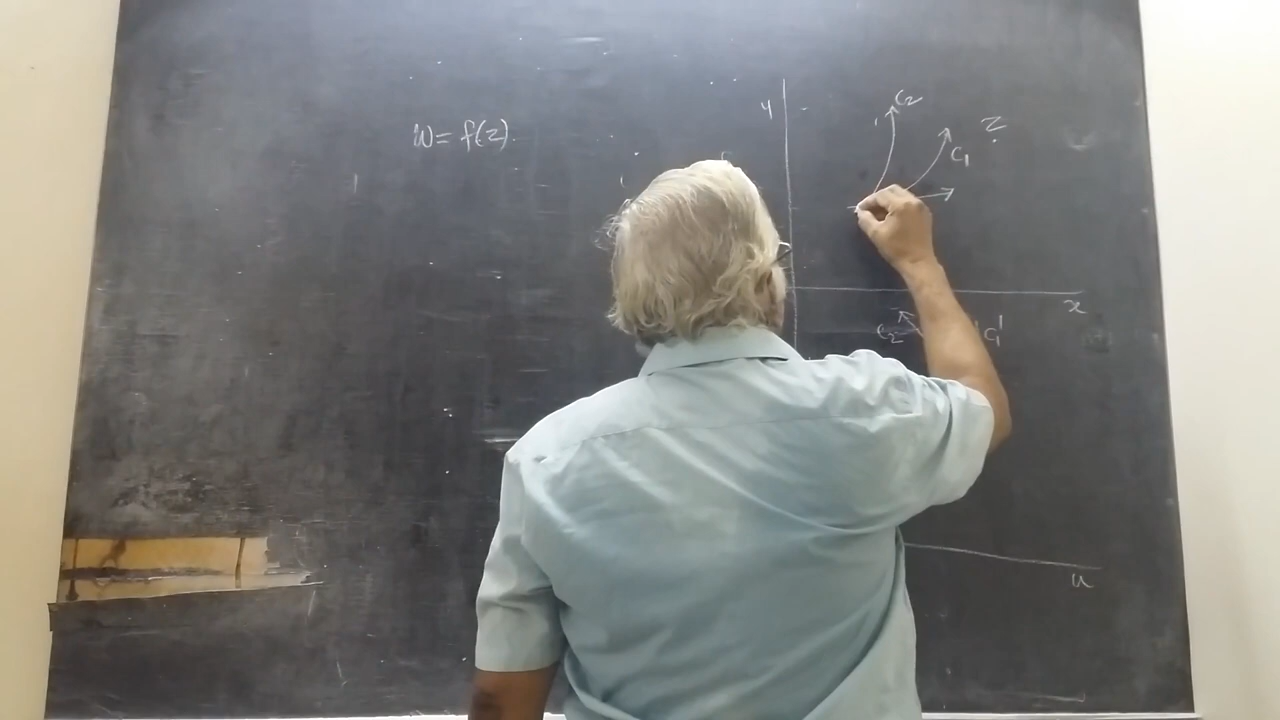 w = f(z).
y
C2
z
C1
x
C2'
C1'
u